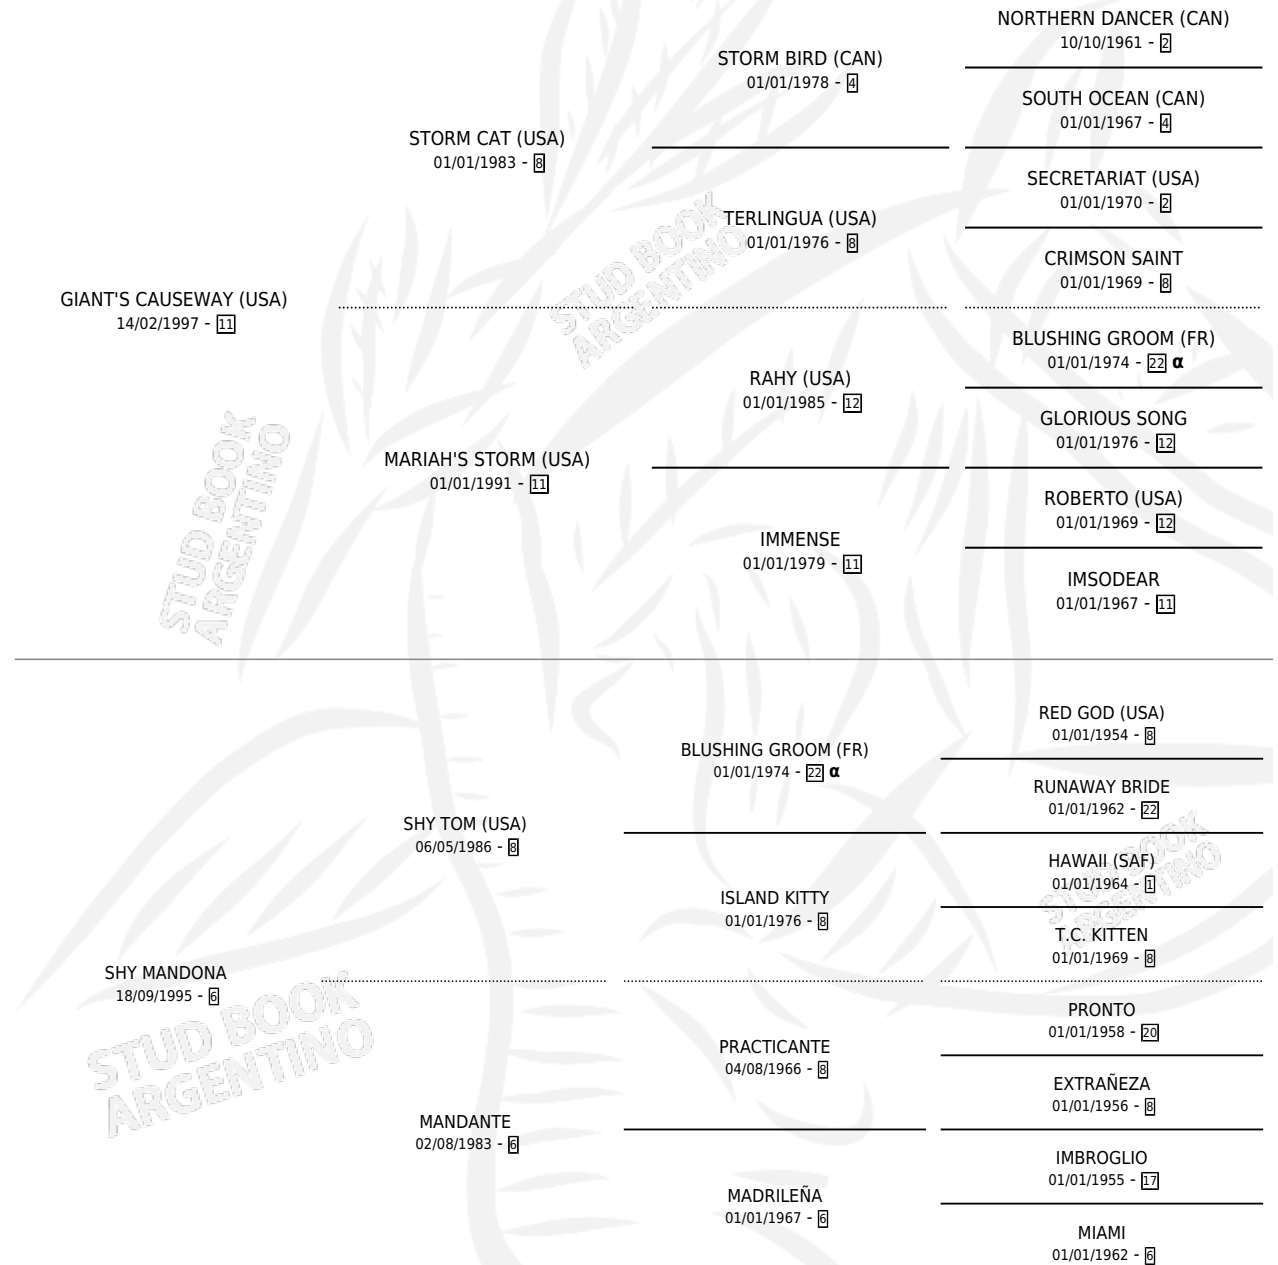 NORTHERN DANCER (CAN)
10/10/1961 - 2
STORM BIRD (CAN)
01/01/1978 - 4
SOUTH OCEAN (CAN)
01/01/1967 - 4
STORM CAT (USA)
01/01/1983 - 8
SECRETARIAT (USA)
01/01/1970 - 2
TERLINGUA (USA)
01/01/1976 - 8
CRIMSON SAINT
01/01/1969 - 8
GIANT'S CAUSEWAY (USA)
14/02/1997 - 11
BLUSHING GROOM (FR)
01/01/1974 - 22 α
RAHY (USA)
01/01/1985 - 12
GLORIOUS SONG
01/01/1976 - 12
MARIAH'S STORM (USA)
01/01/1991 - 11
ROBERTO (USA)
01/01/1969 - 12
IMMENSE
01/01/1979 - 11
IMSODEAR
01/01/1967 - 11
RED GOD (USA)
01/01/1954 - 8
BLUSHING GROOM (FR)
01/01/1974 - 22 α
RUNAWAY BRIDE
01/01/1962 - 22
SHY TOM (USA)
06/05/1986 - 8
HAWAII (SAF)
01/01/1964 - 1
ISLAND KITTY
01/01/1976 - 8
T.C. KITTEN
01/01/1969 - 8
SHY MANDONA
18/09/1995 - 6
PRONTO
01/01/1958 - 20
PRACTICANTE
04/08/1966 - 8
EXTRAÑEZA
01/01/1956 - 8
MANDANTE
02/08/1983 - 6
IMBROGLIO
01/01/1955 - 17
MADRILEÑA
01/01/1967 - 6
MIAMI
01/01/1962 - 6
STUD BOOK
ARGENTINO
STUD BOOK
ARGENTINO
STUD BOOK
ARGENTINO
STUD BOOK
ARGENTINO